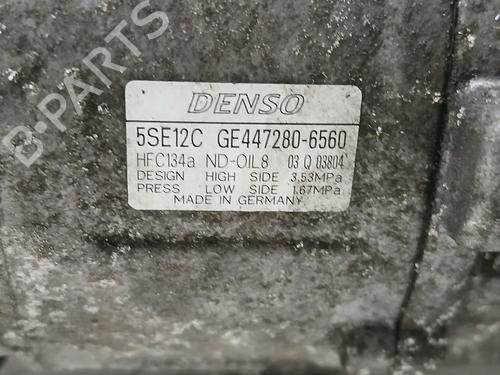 B-PARTS
DENSO
5SE12C GE447280-6560
HFC134a ND-OIL8 03 Q 03804
DESIGN HIGH SIDE 3.53MPa
PRESS LOW SIDE 1.67MPa
MADE IN GERMANY